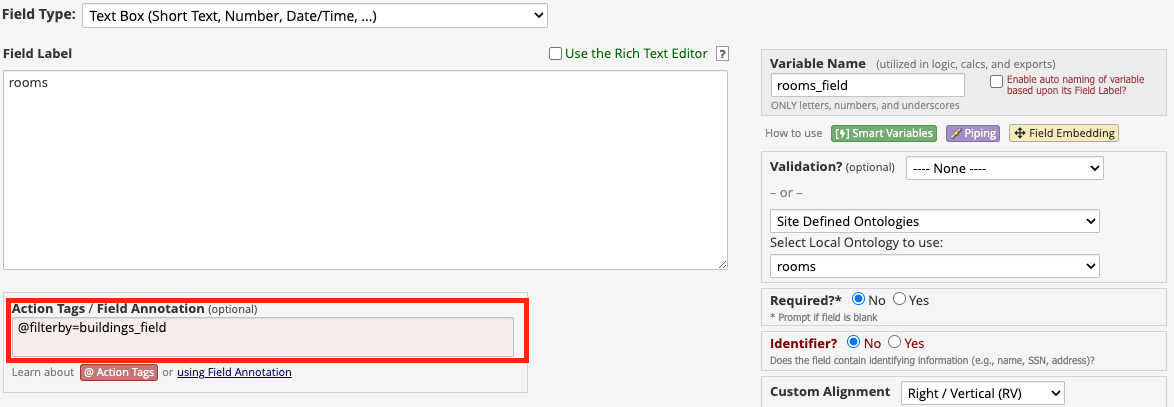 Field Type: Text Box (Short Text, Number, Date/Time, ...)
Field Label
Use the Rich Text Editor ?
rooms
Action Tags / Field Annotation (optional)
@filterby=buildings_field
Learn about @ Action Tags or using Field Annotation
Variable Name (utilized in logic, calcs, and exports)
rooms_field
Enable auto naming of variable
based upon its Field Label?
ONLY letters, numbers, and underscores
How to use Smart Variables Piping Field Embedding
Validation? (optional) ---- None ----
– or –
Site Defined Ontologies
Select Local Ontology to use:
rooms
Required?* No Yes
* Prompt if field is blank
Identifier? No Yes
Does the field contain identifying information (e.g., name, SSN, address)?
Custom Alignment Right / Vertical (RV)